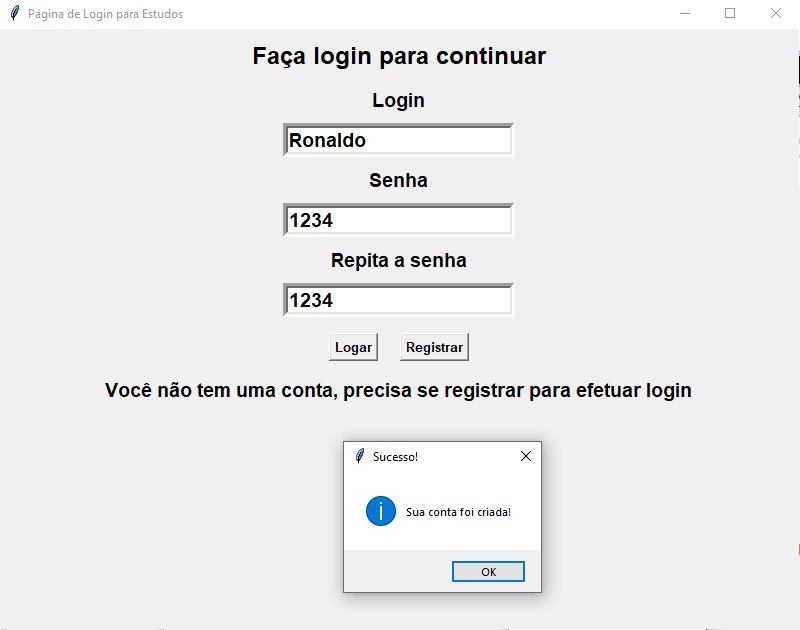 Página de Login para Estudos
Faça login para continuar
Login
Ronaldo
Senha
1234
Repita a senha
1234
Logar Registrar
Você não tem uma conta, precisa se registrar para efetuar login
Sucesso!
Sua conta foi criada!
OK